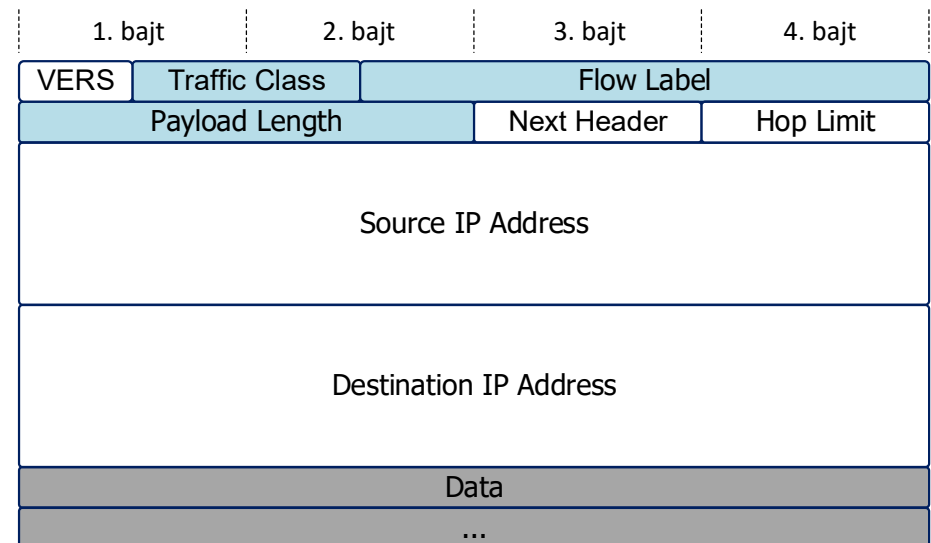 1. bajt 2. bajt 3. bajt 4. bajt
VERS Traffic Class Flow Label
Payload Length Next Header Hop Limit
Source IP Address
Destination IP Address
Data
...